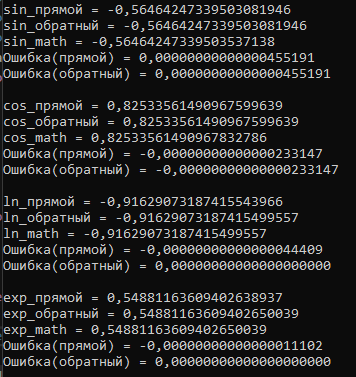 sin_прямой = -0,56464247339503081946
sin_обратный = -0,56464247339503081946
sin_math = -0,56464247339503537138
Ошибка(прямой) = 0,00000000000000455191
Ошибка(обратный) = 0,00000000000000455191
cos_прямой = 0,82533561490967599639
cos_обратный = 0,82533561490967599639
cos_math = 0,82533561490967832786
Ошибка(прямой) = -0,00000000000000233147
Ошибка(обратный) = -0,00000000000000233147
ln_прямой = -0,91629073187415543966
ln_обратный = -0,91629073187415499557
ln_math = -0,91629073187415499557
Ошибка(прямой) = -0,00000000000000044409
Ошибка(обратный) = 0,00000000000000000000
exp_прямой = 0,54881163609402638937
exp_обратный = 0,54881163609402650039
exp_math = 0,54881163609402650039
Ошибка(прямой) = -0,00000000000000011102
Ошибка(обратный) = 0,00000000000000000000